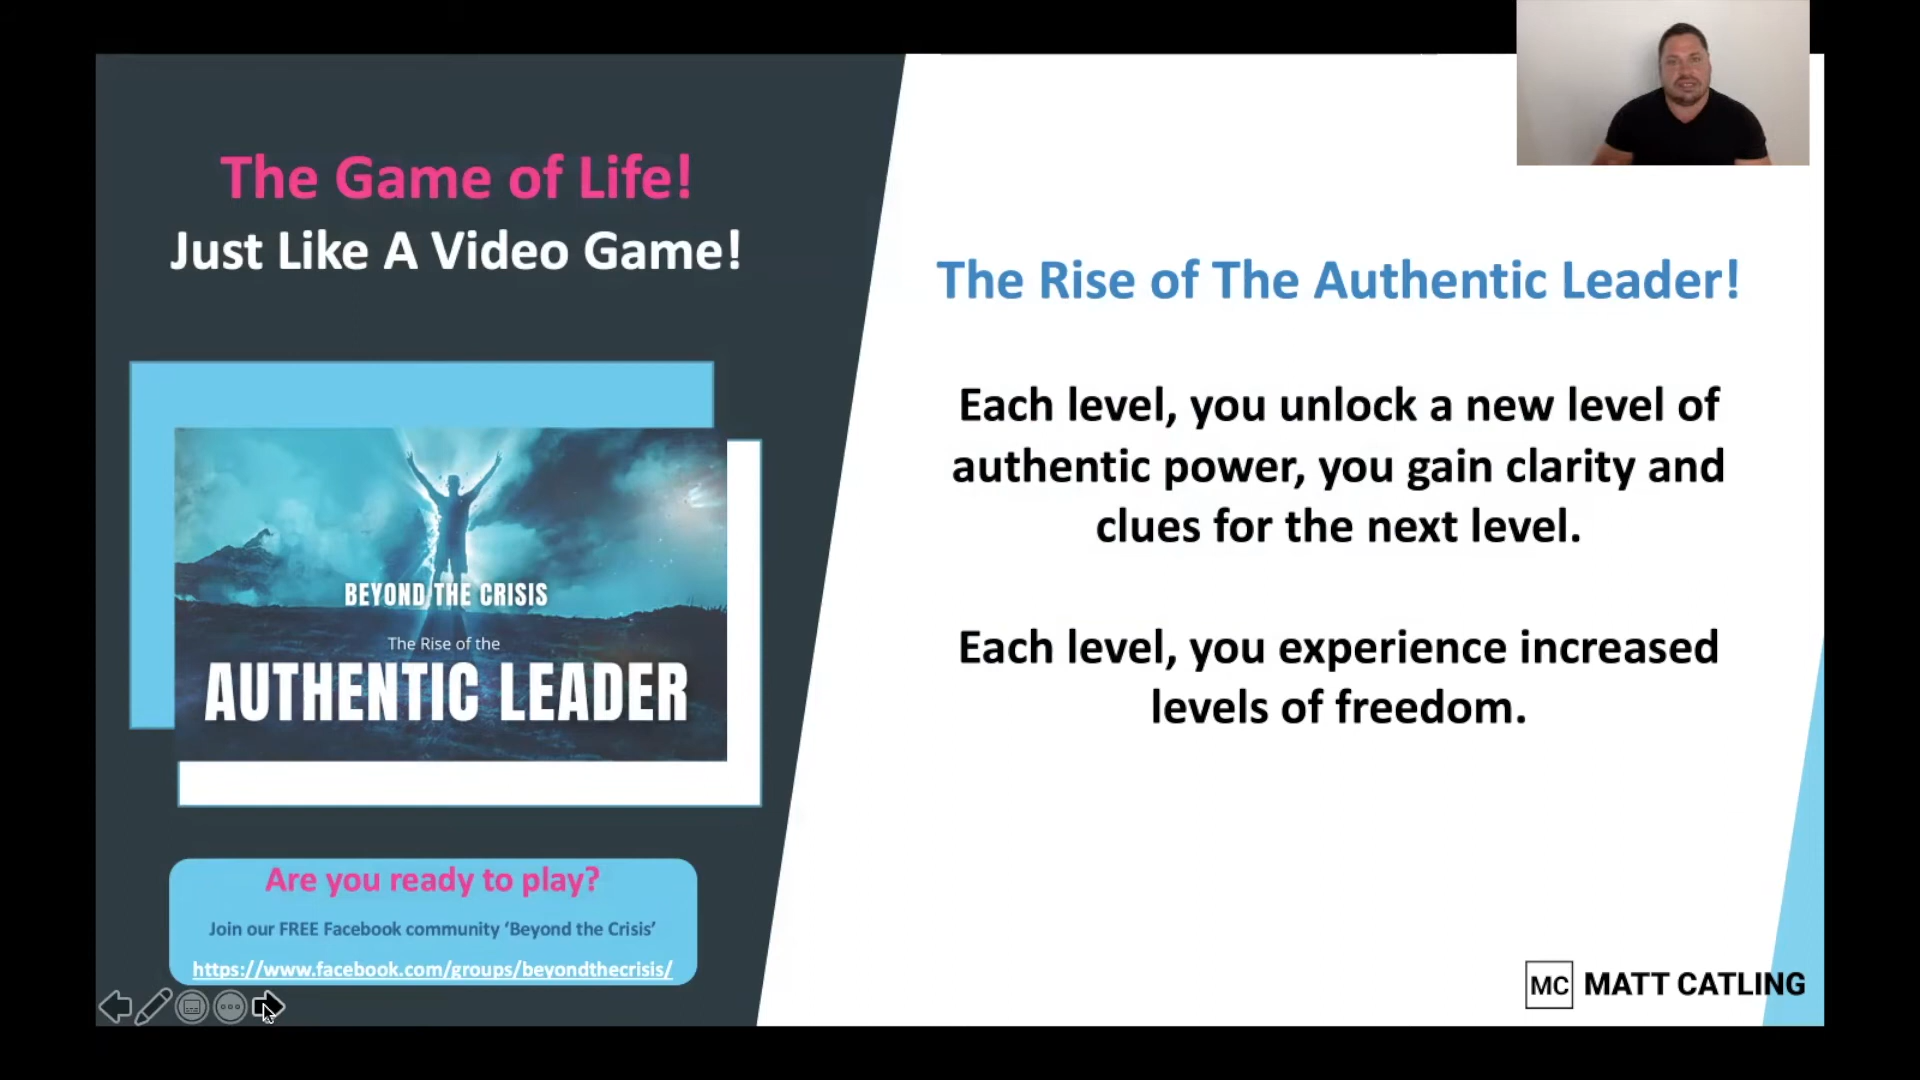 The Game of Life!
Just Like A Video Game!
BEYOND THE CRISIS
The Rise of the
AUTHENTIC LEADER
Are you ready to play?
Join our FREE Facebook community ‘Beyond the Crisis’
https://www.facebook.com/groups/beyondthecrisis/
The Rise of The Authentic Leader!
Each level, you unlock a new level of
authentic power, you gain clarity and
clues for the next level.
Each level, you experience increased
levels of freedom.
MC MATT CATLING